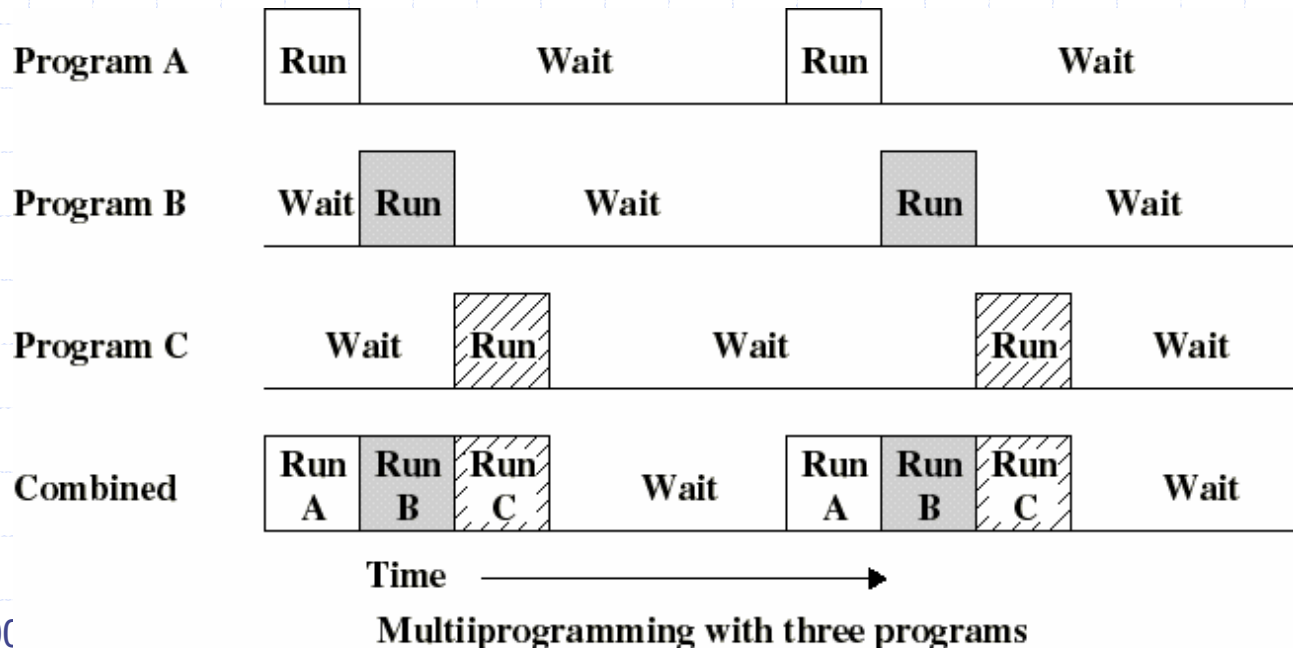 Program A Run Wait Run Wait
Program B Wait Run Wait Run Wait
Program C Wait Run Wait Run Wait
Combined Run A Run B Run C Wait Run A Run B Run C Wait
Time
Multiiprogramming with three programs